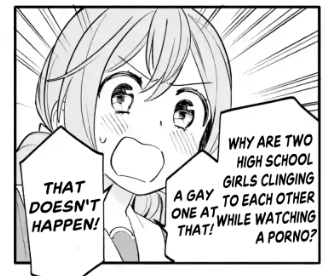 WHY ARE TWO
HIGH SCHOOL
GIRLS CLINGING
TO EACH OTHER
WHILE WATCHING
A PORNO?
A GAY
ONE AT
THAT!
THAT
DOESN'T
HAPPEN!